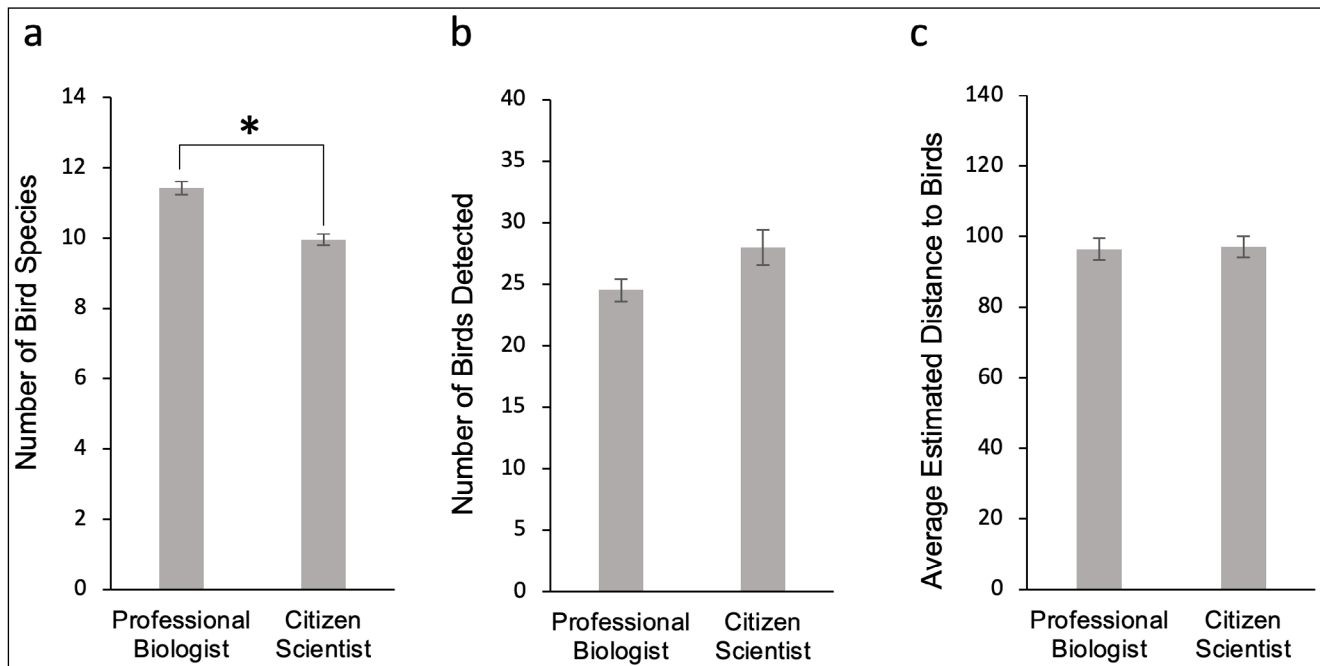 a
Number of Bird Species
14
12
10
8
6
4
2
0
*
Professional
Biologist
Citizen
Scientist
b
Number of Birds Detected
40
35
30
25
20
15
10
5
0
Professional
Biologist
Citizen
Scientist
c
Average Estimated Distance to Birds
140
120
100
80
60
40
20
0
Professional
Biologist
Citizen
Scientist